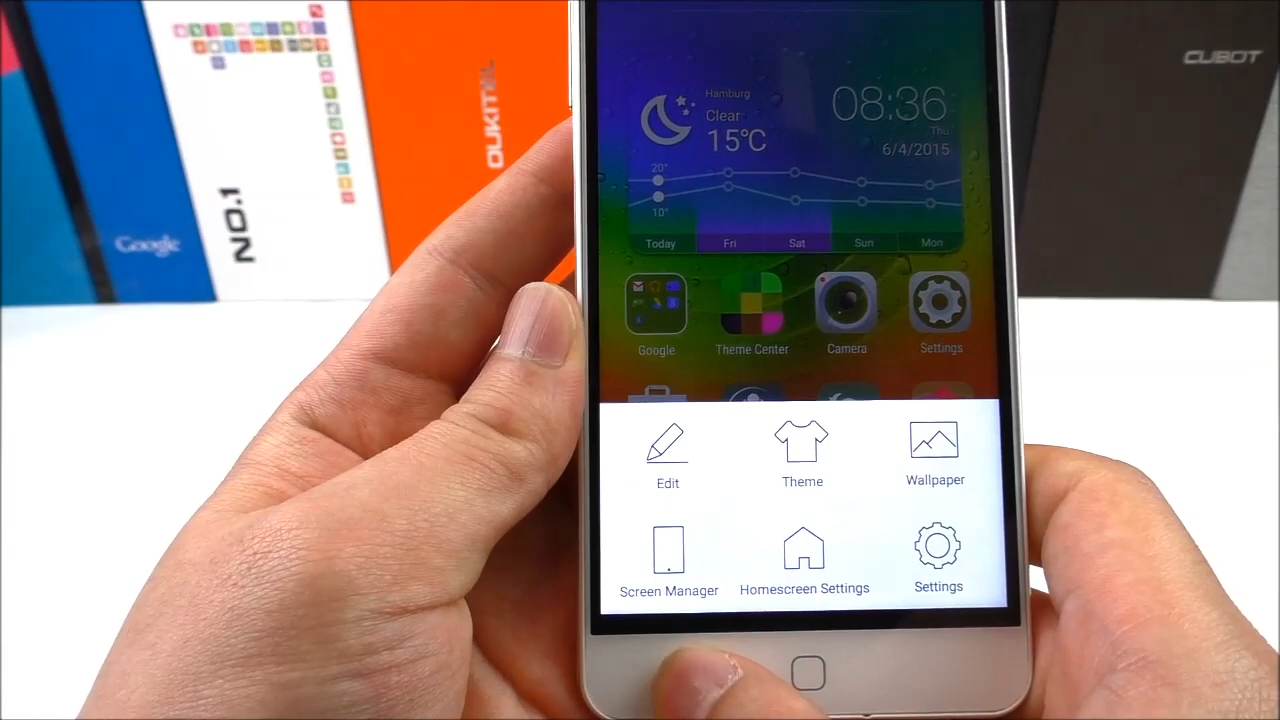 Google
NO.1
OUKITEL
CUBOT
Hamburg
Clear
15°C
08:36
Thu
6/4/2015
20°
10°
Today
Fri
Sat
Sun
Mon
Google
Theme Center
Camera
Settings
Edit
Theme
Wallpaper
Screen Manager
Homescreen Settings
Settings